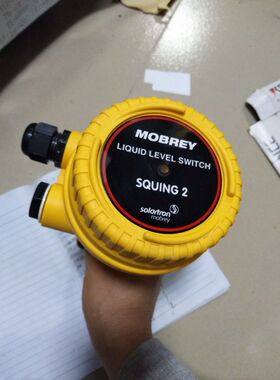 MOBREY
LIQUID LEVEL SWITCH
SQUING 2
solartron
mobrey